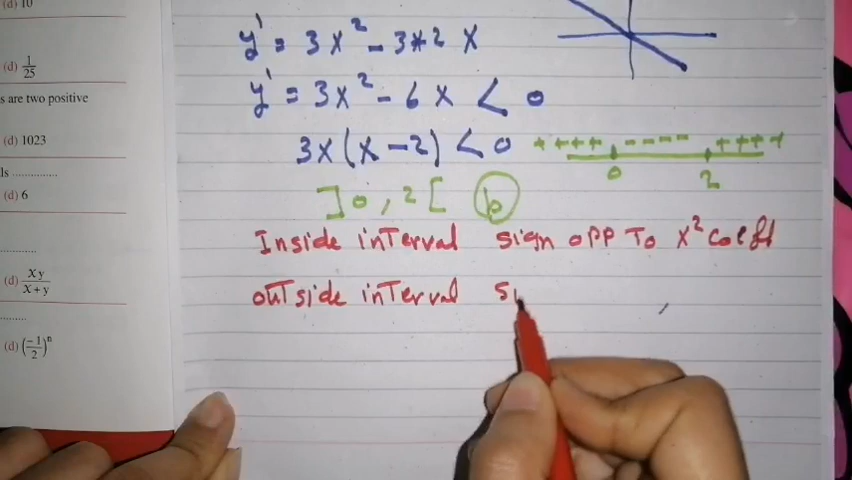 (d) 10
(d) 1/25
s are two positive
(d) 1023
ls ..............
(d) 6
(d) xy/(x+y)
(d) (-1/2)^n
y' = 3x² - 3*2 x
y' = 3x² - 6x < 0
3x(x-2) < 0
++++ ---- ++++
0 2
]0,2[ b
Inside interval sign opp To x² coefft
outside interval s